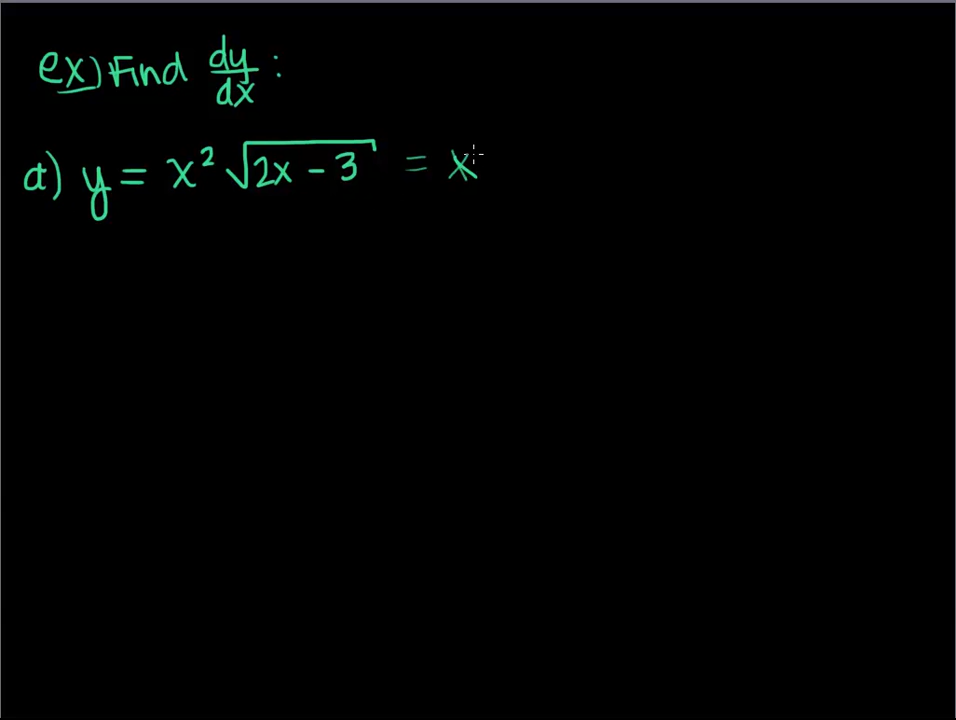 ex) Find dy/dx :
a) y = x² √(2x - 3) = x